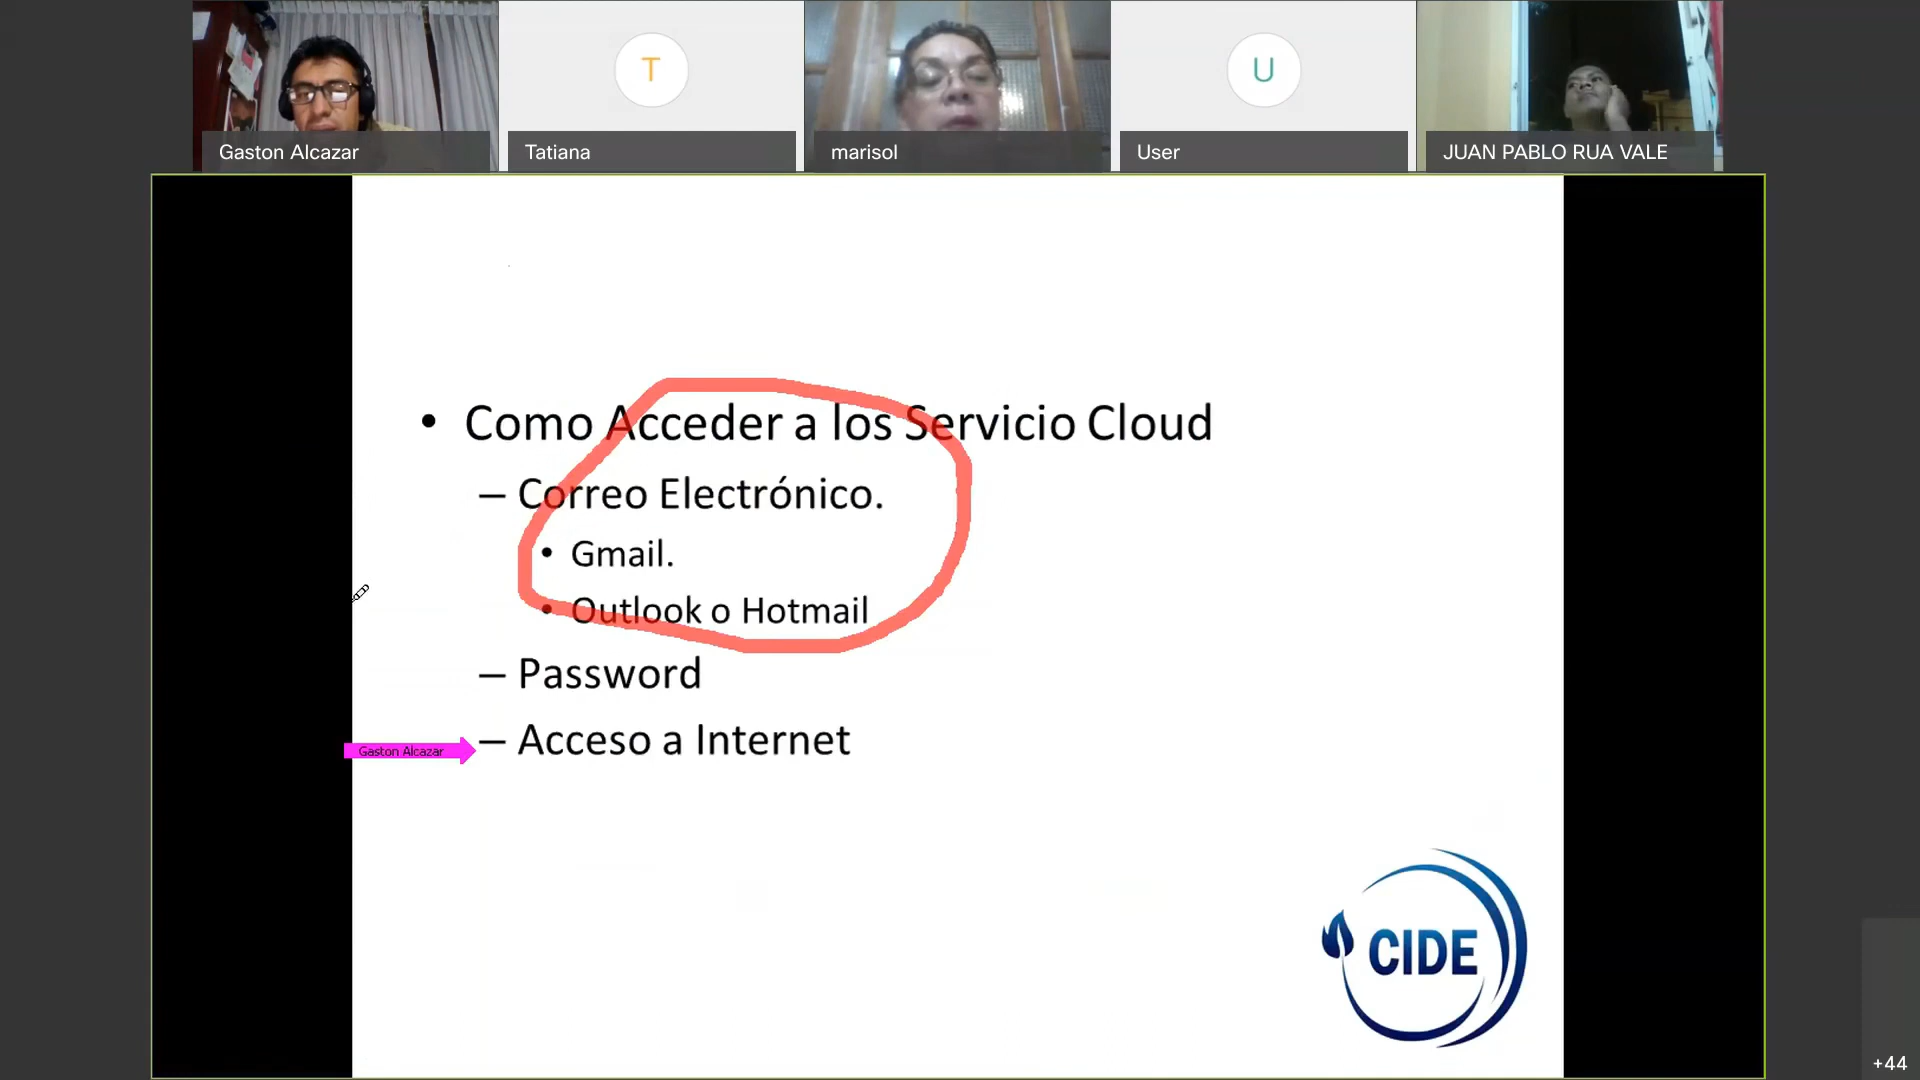 T
U
Gaston Alcazar
Tatiana
marisol
User
JUAN PABLO RUA VALE
• Como Acceder a los Servicio Cloud
– Correo Electrónico.
• Gmail.
• Outlook o Hotmail
– Password
– Acceso a Internet
Gaston Alcazar
CIDE
+44